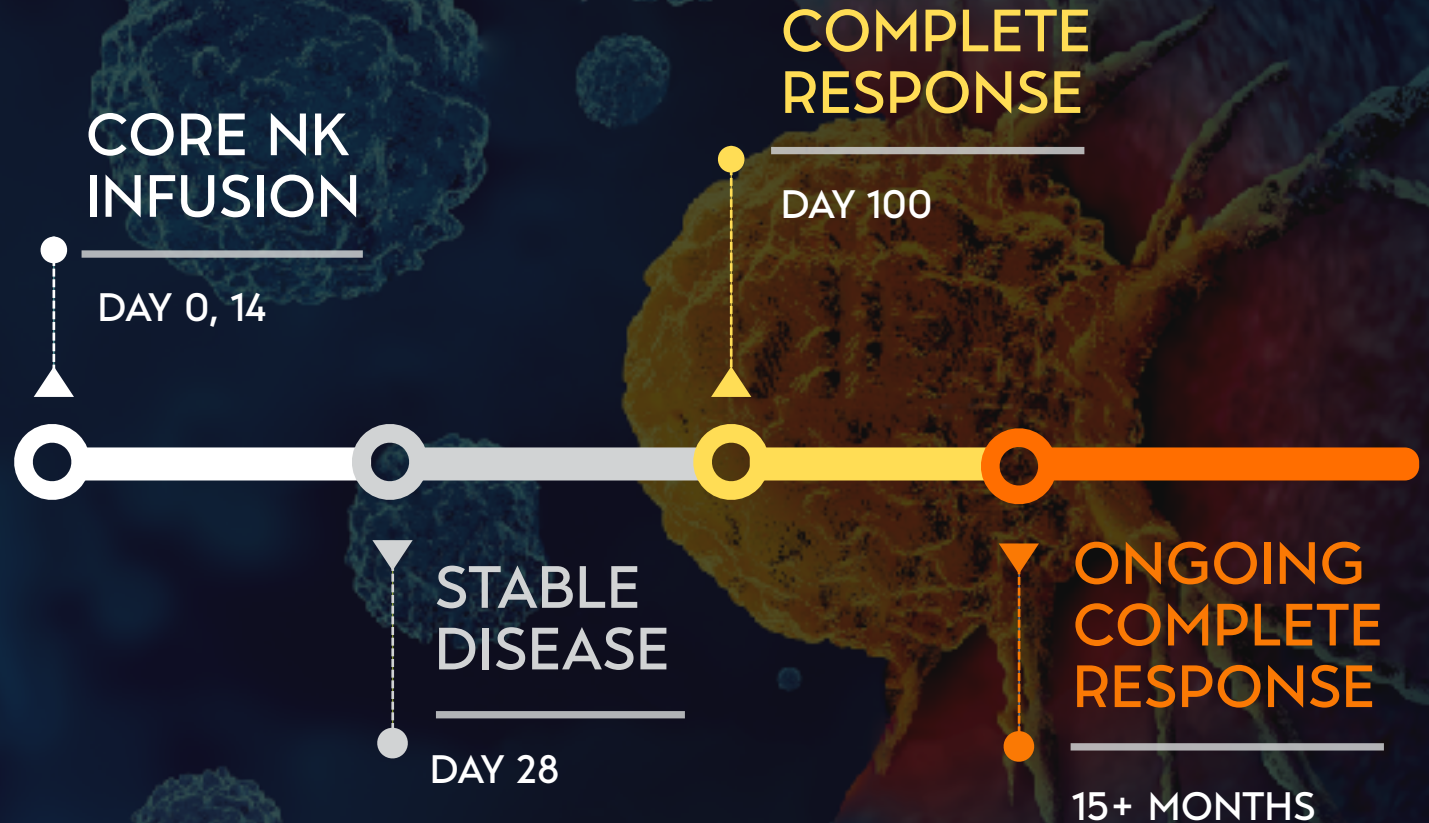 CORE NK
INFUSION
DAY 0, 14
STABLE
DISEASE
DAY 28
COMPLETE
RESPONSE
DAY 100
ONGOING
COMPLETE
RESPONSE
15+ MONTHS